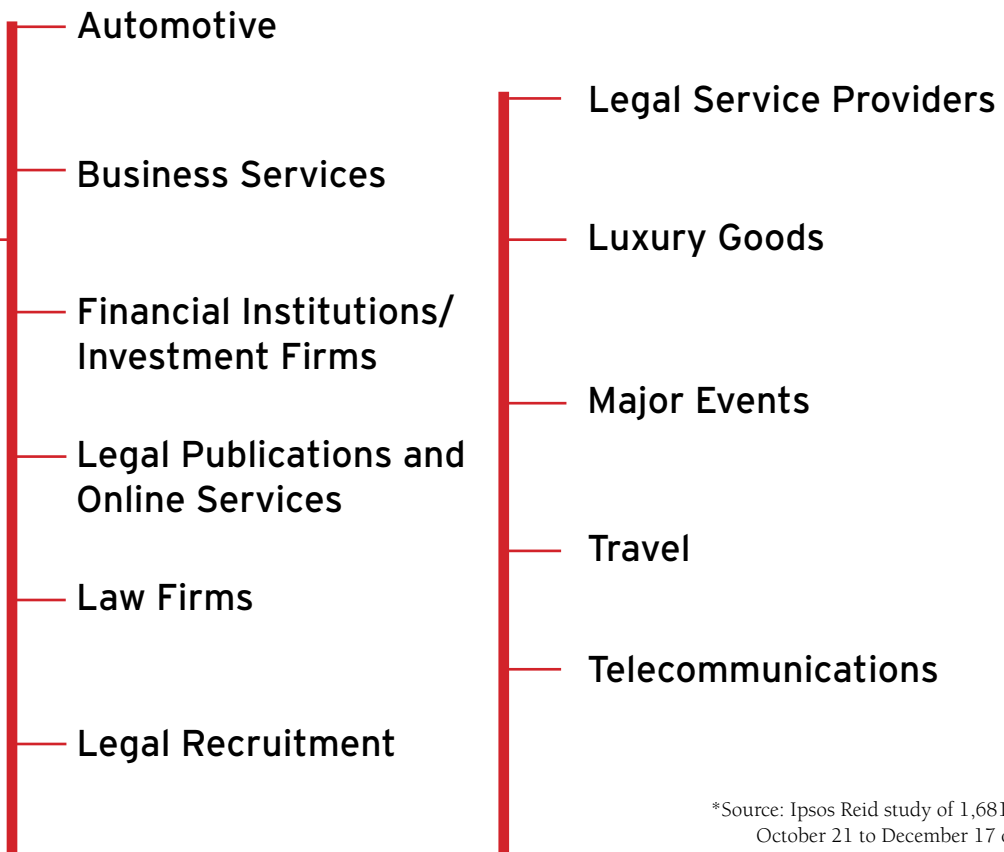 Automotive
Business Services
Financial Institutions/
Investment Firms
Legal Publications and
Online Services
Law Firms
Legal Recruitment
Legal Service Providers
Luxury Goods
Major Events
Travel
Telecommunications
*Source: Ipsos Reid study of 1,681
October 21 to December 17